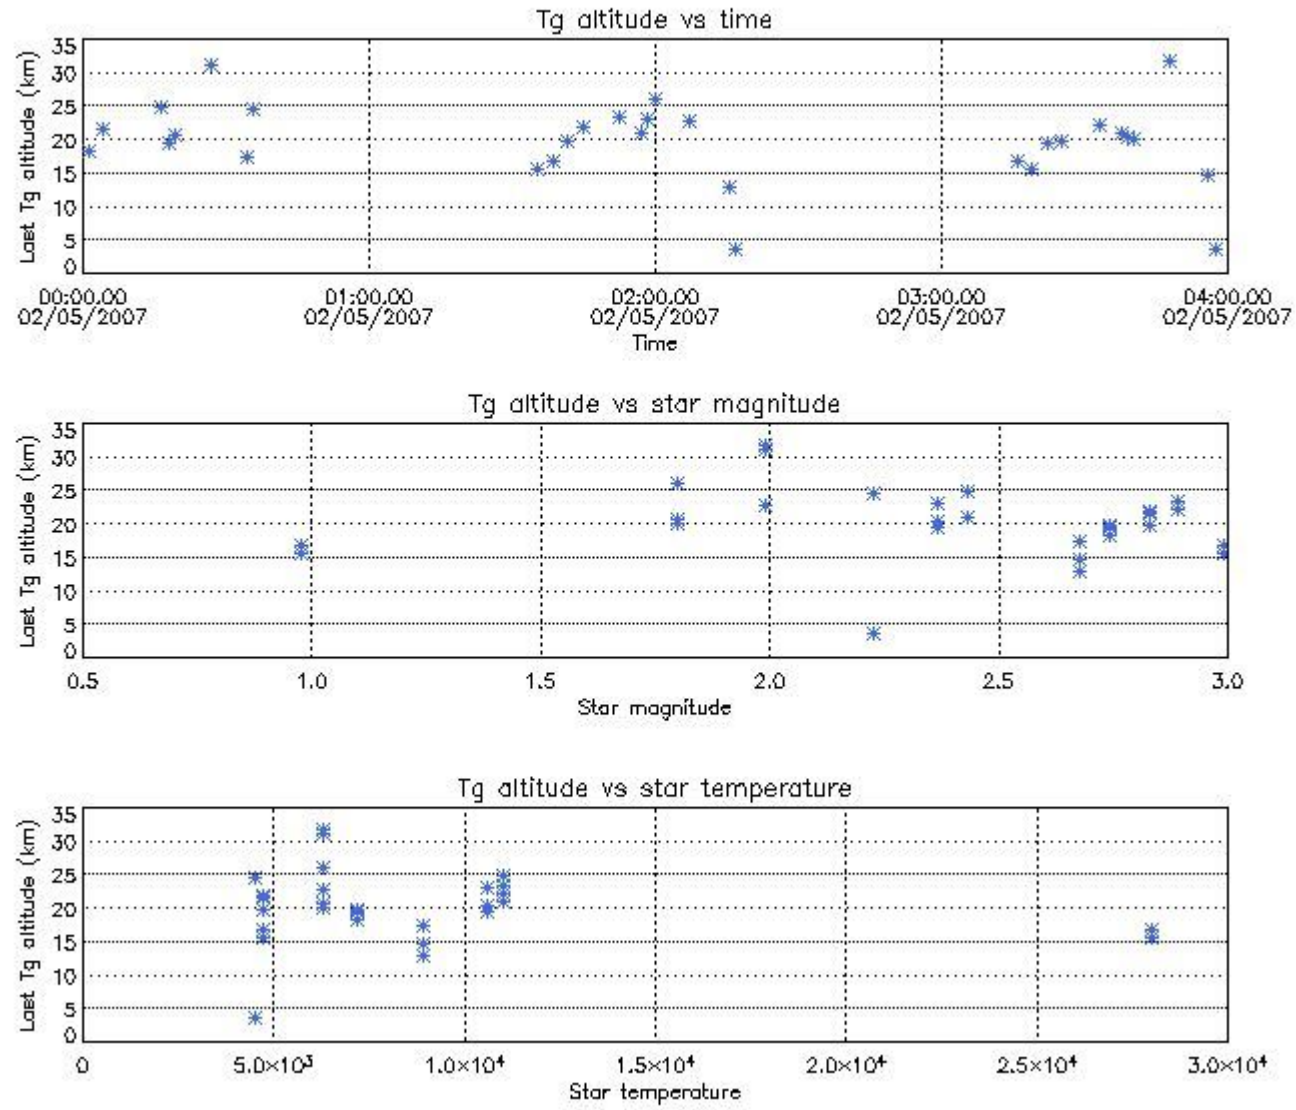 Tg altitude vs time
Last Tg altitude (km)
35
30
25
20
15
10
5
0
00:00.00 01:00.00 02:00.00 03:00.00 04:00.00
02/05/2007 02/05/2007 02/05/2007 02/05/2007 02/05/2007
Time
Tg altitude vs star magnitude
Last Tg altitude (km)
35
30
25
20
15
10
5
0
0.5 1.0 1.5 2.0 2.5 3.0
Star magnitude
Tg altitude vs star temperature
Last Tg altitude (km)
35
30
25
20
15
10
5
0
0 5.0×10³ 1.0×10⁴ 1.5×10⁴ 2.0×10⁴ 2.5×10⁴ 3.0×10⁴
Star temperature